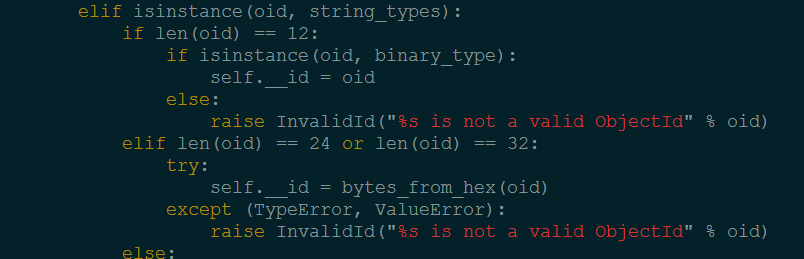 elif isinstance(oid, string_types):
if len(oid) == 12:
if isinstance(oid, binary_type):
self.__id = oid
else:
raise InvalidId("%s is not a valid ObjectId" % oid)
elif len(oid) == 24 or len(oid) == 32:
try:
self.__id = bytes_from_hex(oid)
except (TypeError, ValueError):
raise InvalidId("%s is not a valid ObjectId" % oid)
else: